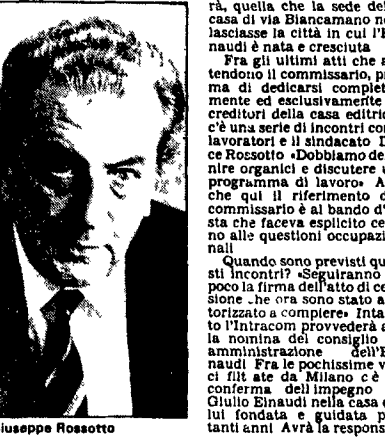 rà, quella che la sede del
casa di via Biancamano no
lasciasse la città in cui l'E
naudi è nata e cresciuta
Fra gli ultimi atti che a
tendono il commissario, pr
ma di dedicarsi complet
mente ed esclusivamente
creditori della casa editric
c'è una serie di incontri con
lavoratori e il sindacato D
ce Rossotto «Dobbiamo de
nire organici e discutere u
programma di lavoro» A
che qui il riferimento d
commissario è al bando d'
sta che faceva esplicito ce
no alle questioni occupazi
nali
Quando sono previsti qu
sti incontri? «Seguiranno
poco la firma dell'atto di ce
sione che ora sono stato a
torizzato a compiere» Inta
to l'Intracom provvederà a
la nomina del consiglio
amministrazione dell'E
naudi Fra le pochissime v
ci filt ate da Milano c è
conferma dell impegno
Giulio Einaudi nella casa d
lui fondata e guidata p
tanti anni Avrà la respons
iuseppe Rossotto